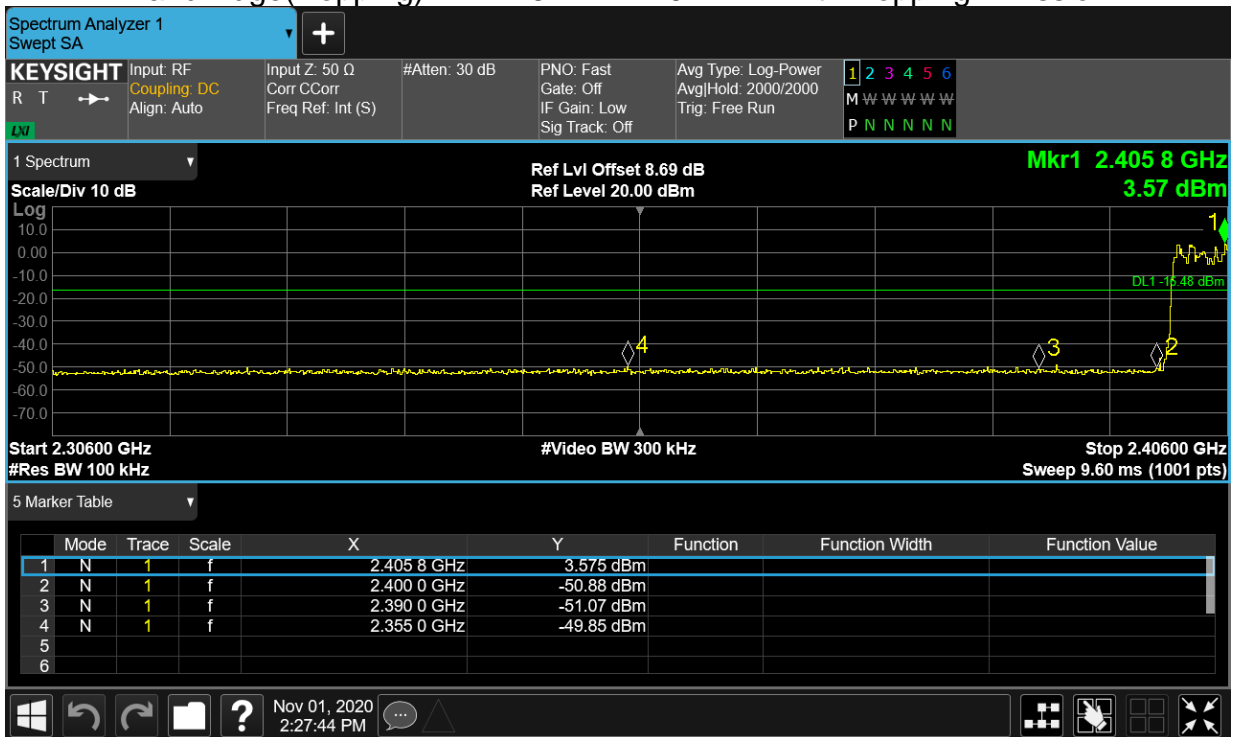 Spectrum Analyzer 1
Swept SA
KEYSIGHT
R T
LXI
Input: RF
Coupling: DC
Align: Auto
Input Z: 50 Ω
Corr CCorr
Freq Ref: Int (S)
#Atten: 30 dB
PNO: Fast
Gate: Off
IF Gain: Low
Sig Track: Off
Avg Type: Log-Power
Avg|Hold: 2000/2000
Trig: Free Run
1 2 3 4 5 6
M W W W W W
P N N N N N
1 Spectrum
Scale/Div 10 dB
Ref Lvl Offset 8.69 dB
Ref Level 20.00 dBm
Mkr1 2.405 8 GHz
3.57 dBm
Log
10.0
0.00
-10.0
-20.0
-30.0
-40.0
-50.0
-60.0
-70.0
1
DL1 -16.48 dBm
4
3
2
Start 2.30600 GHz
#Res BW 100 kHz
#Video BW 300 kHz
Stop 2.40600 GHz
Sweep 9.60 ms (1001 pts)
5 Marker Table
Mode Trace Scale X Y Function Function Width Function Value
1 N 1 f 2.405 8 GHz 3.575 dBm
2 N 1 f 2.400 0 GHz -50.88 dBm
3 N 1 f 2.390 0 GHz -51.07 dBm
4 N 1 f 2.355 0 GHz -49.85 dBm
5
6
?
Nov 01, 2020
2:27:44 PM